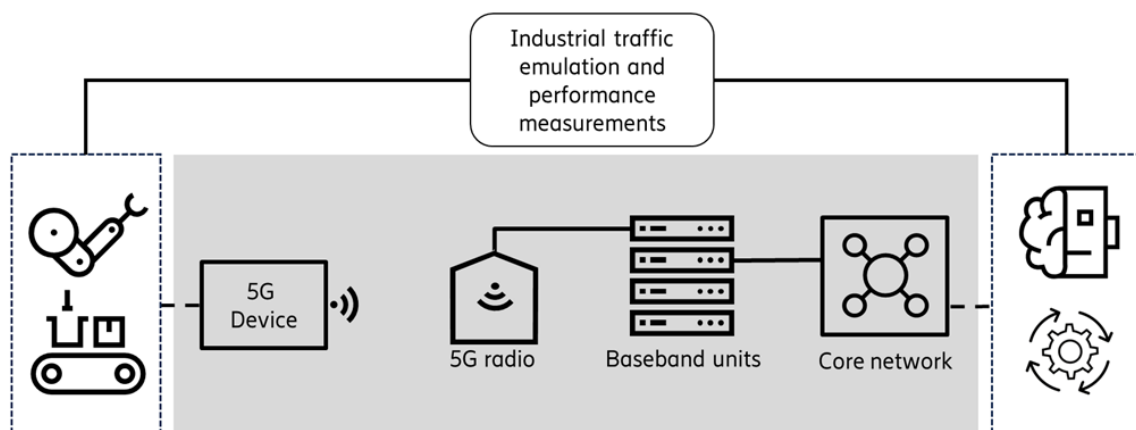 Industrial traffic
emulation and
performance
measurements
5G
Device
5G radio
Baseband units
Core network